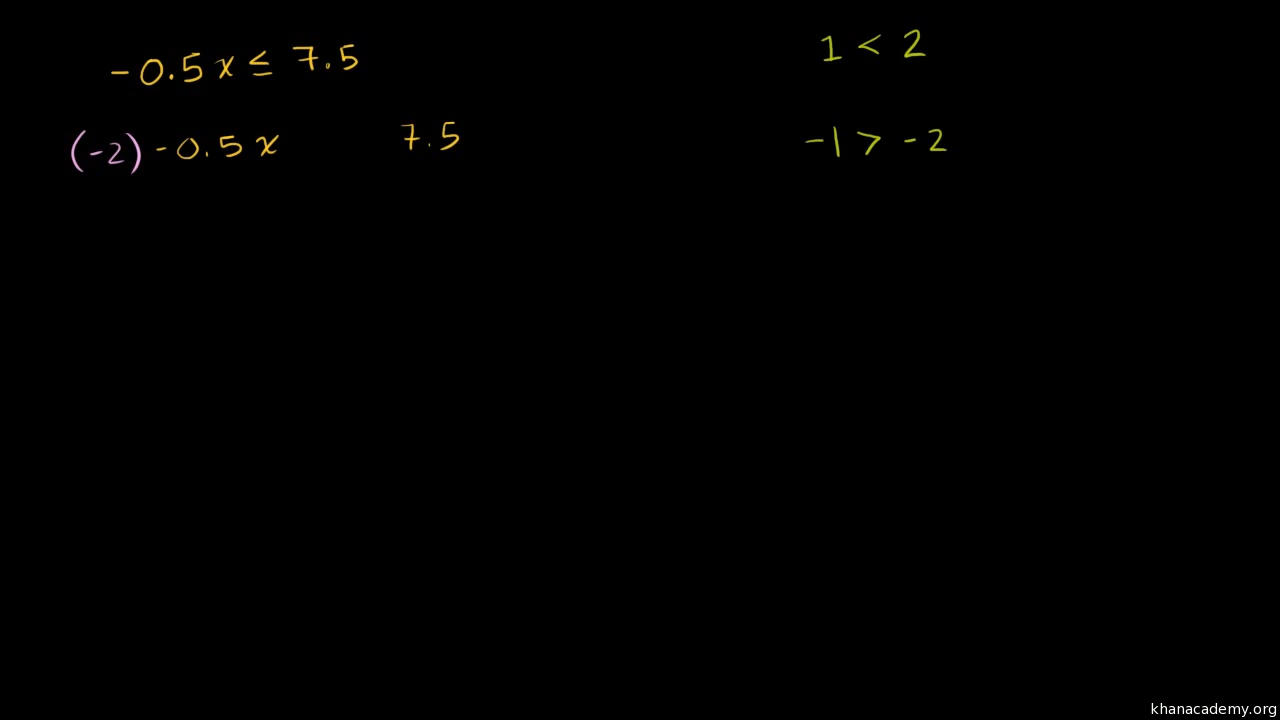 -0.5x ≤ 7.5
1 < 2
(-2) -0.5x 7.5
-1 > -2
khanacademy.org